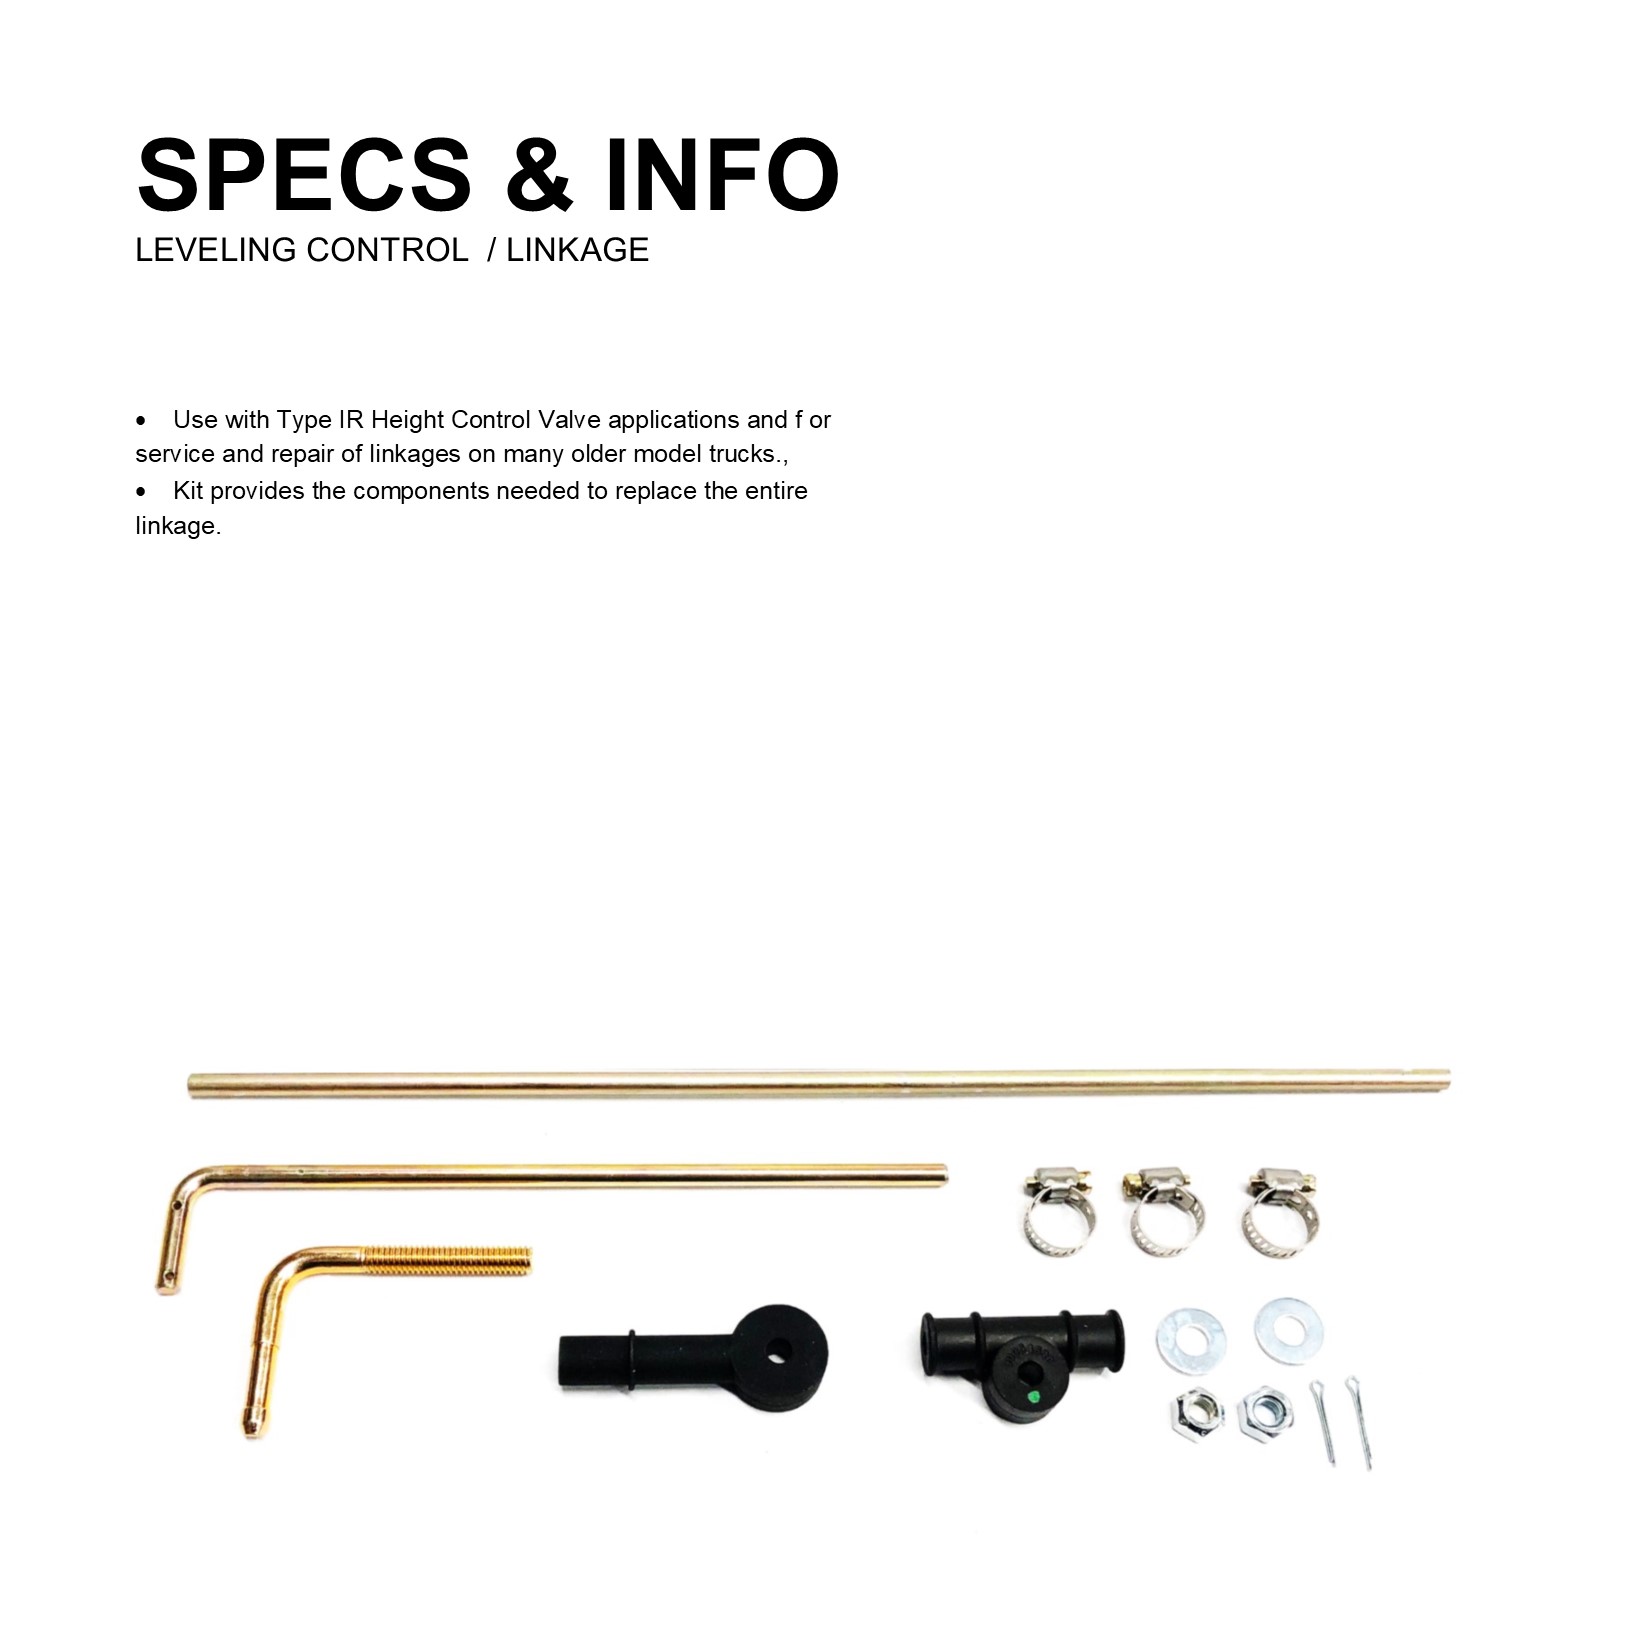 SPECS & INFO
LEVELING CONTROL  / LINKAGE
•    Use with Type IR Height Control Valve applications and f or
service and repair of linkages on many older model trucks.,
•    Kit provides the components needed to replace the entire
linkage.